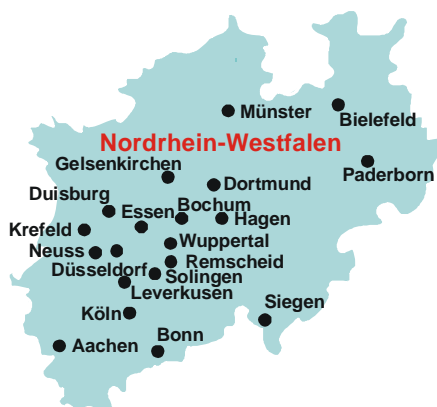 Münster
Bielefeld
Nordrhein-Westfalen
Gelsenkirchen
Paderborn
Dortmund
Duisburg
Bochum
Essen
Hagen
Krefeld
Wuppertal
Neuss
Remscheid
Düsseldorf
Solingen
Leverkusen
Siegen
Köln
Bonn
Aachen